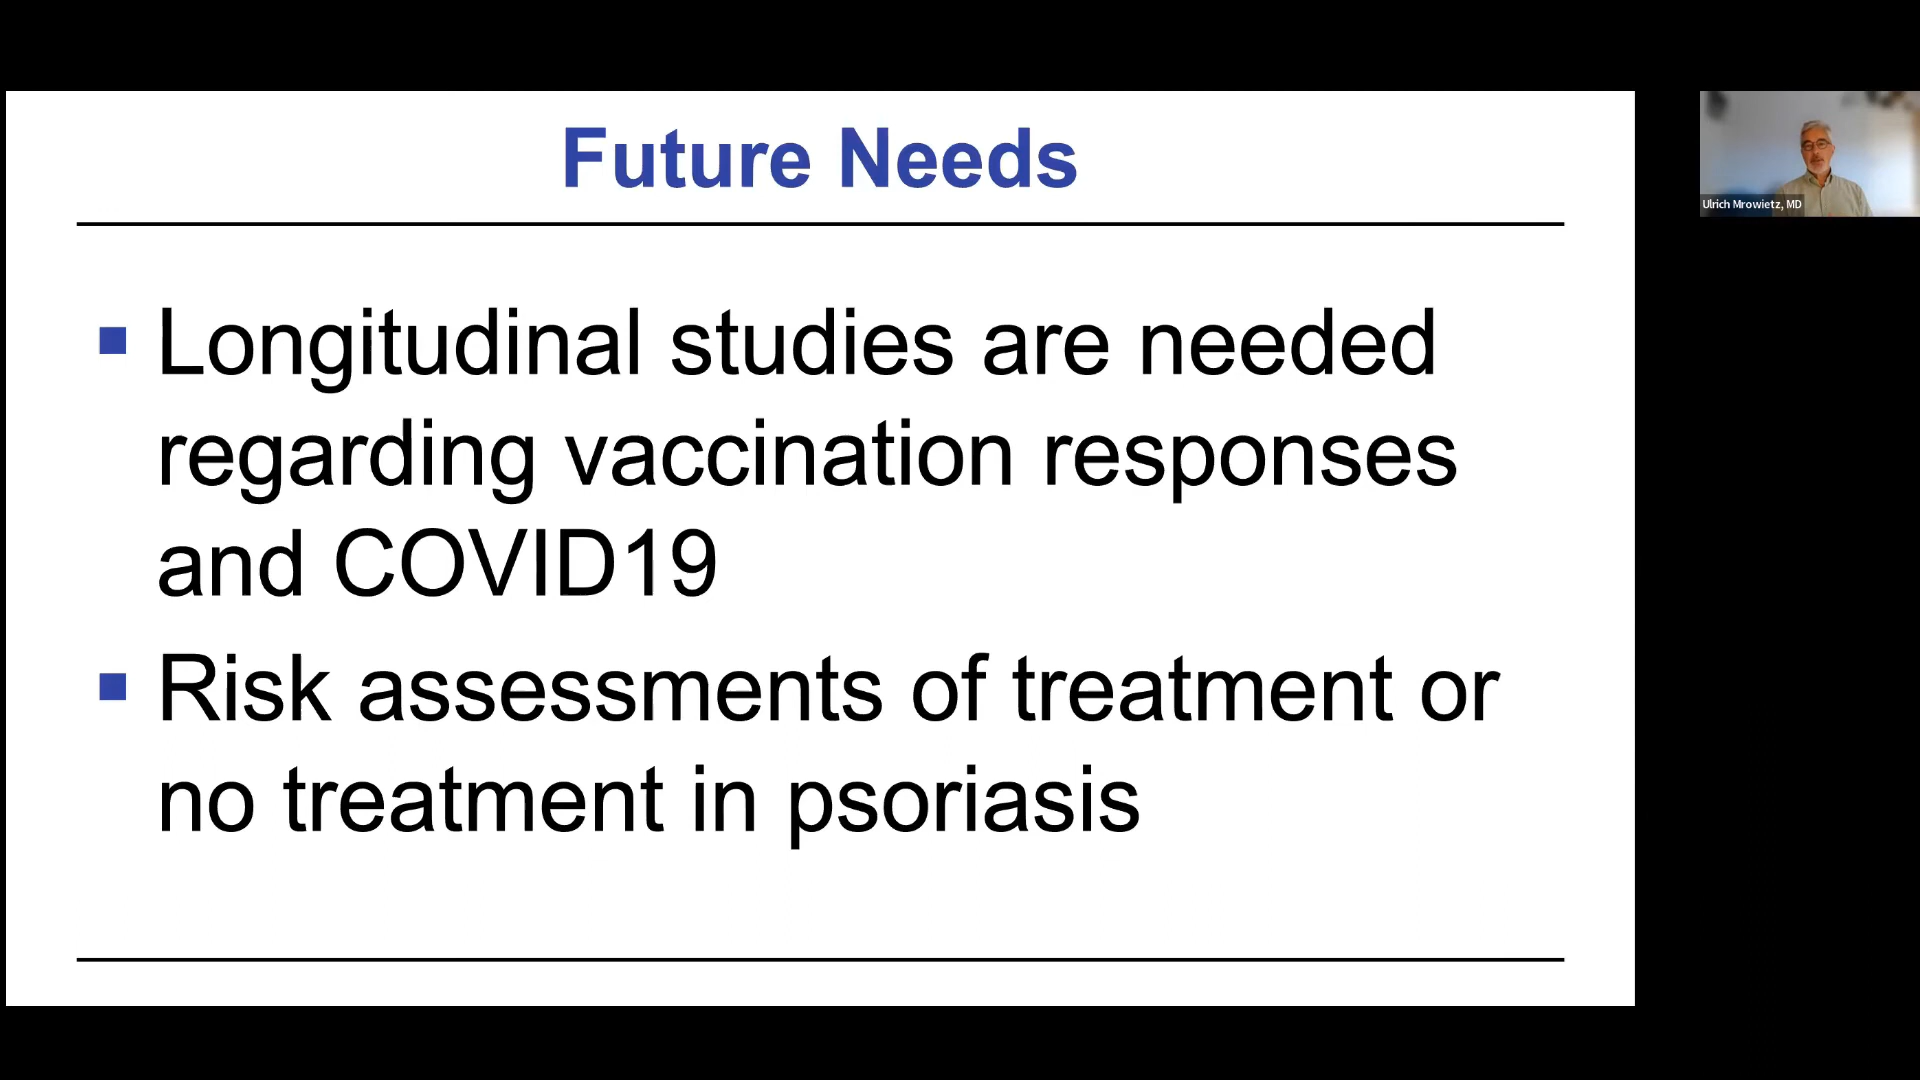 Future Needs
Ulrich Mrowietz, MD
Longitudinal studies are needed
regarding vaccination responses
and COVID19
Risk assessments of treatment or
no treatment in psoriasis